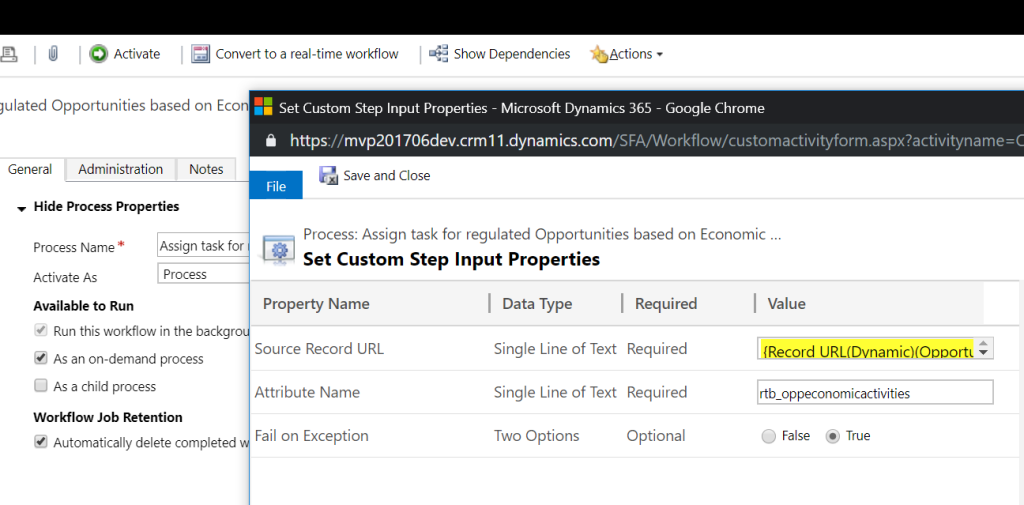 Activate
Convert to a real-time workflow
Show Dependencies
Actions
gulated Opportunities based on Econ
General
Administration
Notes
Hide Process Properties
Process Name *
Assign task for
Activate As
Process
Available to Run
Run this workflow in the backgrou
As an on-demand process
As a child process
Workflow Job Retention
Automatically delete completed w
Set Custom Step Input Properties - Microsoft Dynamics 365 - Google Chrome
https://mvp201706dev.crm11.dynamics.com/SFA/Workflow/customactivityform.aspx?activityname=C
File
Save and Close
Process: Assign task for regulated Opportunities based on Economic ...
Set Custom Step Input Properties
Property Name Data Type Required Value
Source Record URL Single Line of Text Required {Record URL(Dynamic)(Opportu
Attribute Name Single Line of Text Required rtb_oppeconomicactivities
Fail on Exception Two Options Optional False True